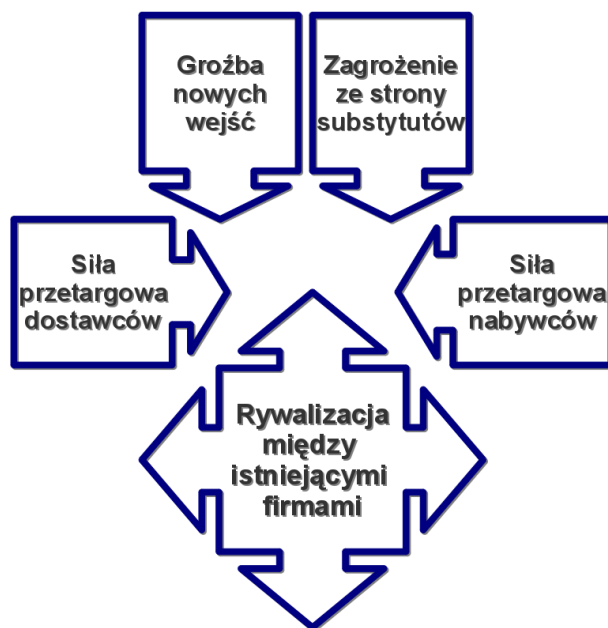 Groźba
nowych
wejść
Zagrożenie
ze strony
substytutów
Siła
przetargowa
dostawców
Siła
przetargowa
nabywców
Rywalizacja
między
istniejącymi
firmami